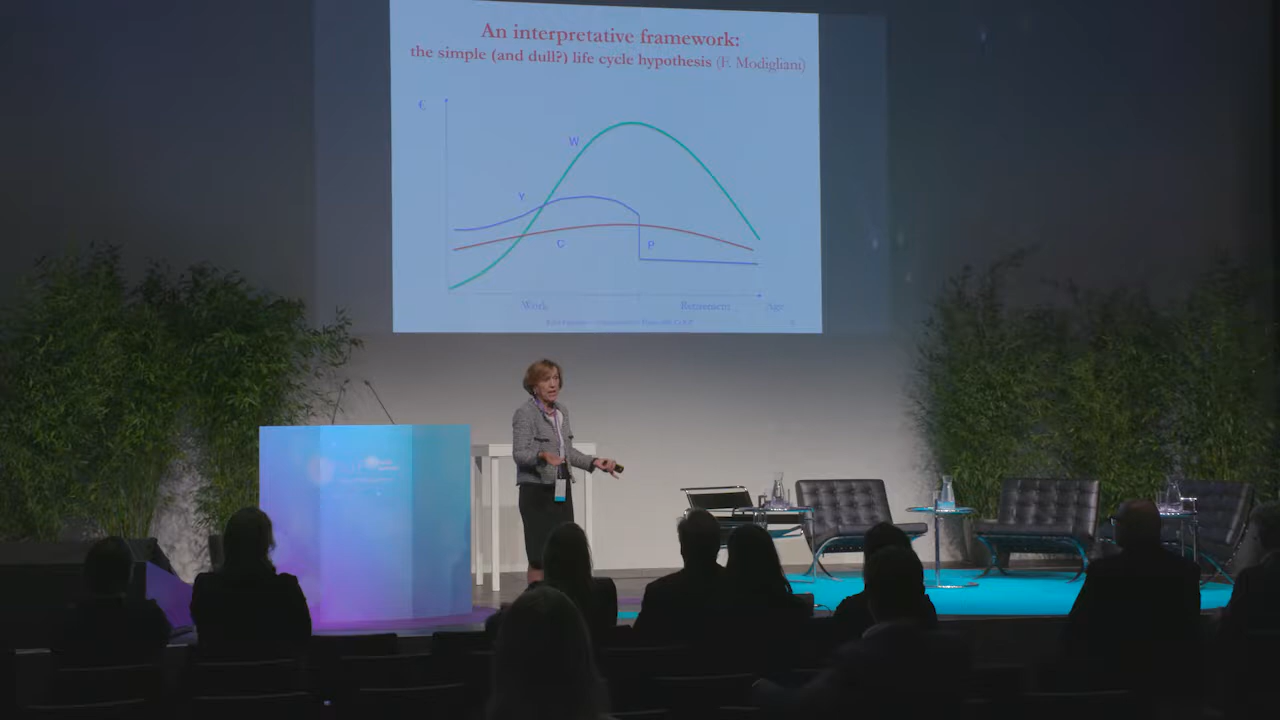 An interpretative framework:
the simple (and dull?) life cycle hypothesis (F. Modigliani)
€
W
Y
C
P
Work
Retirement
Age